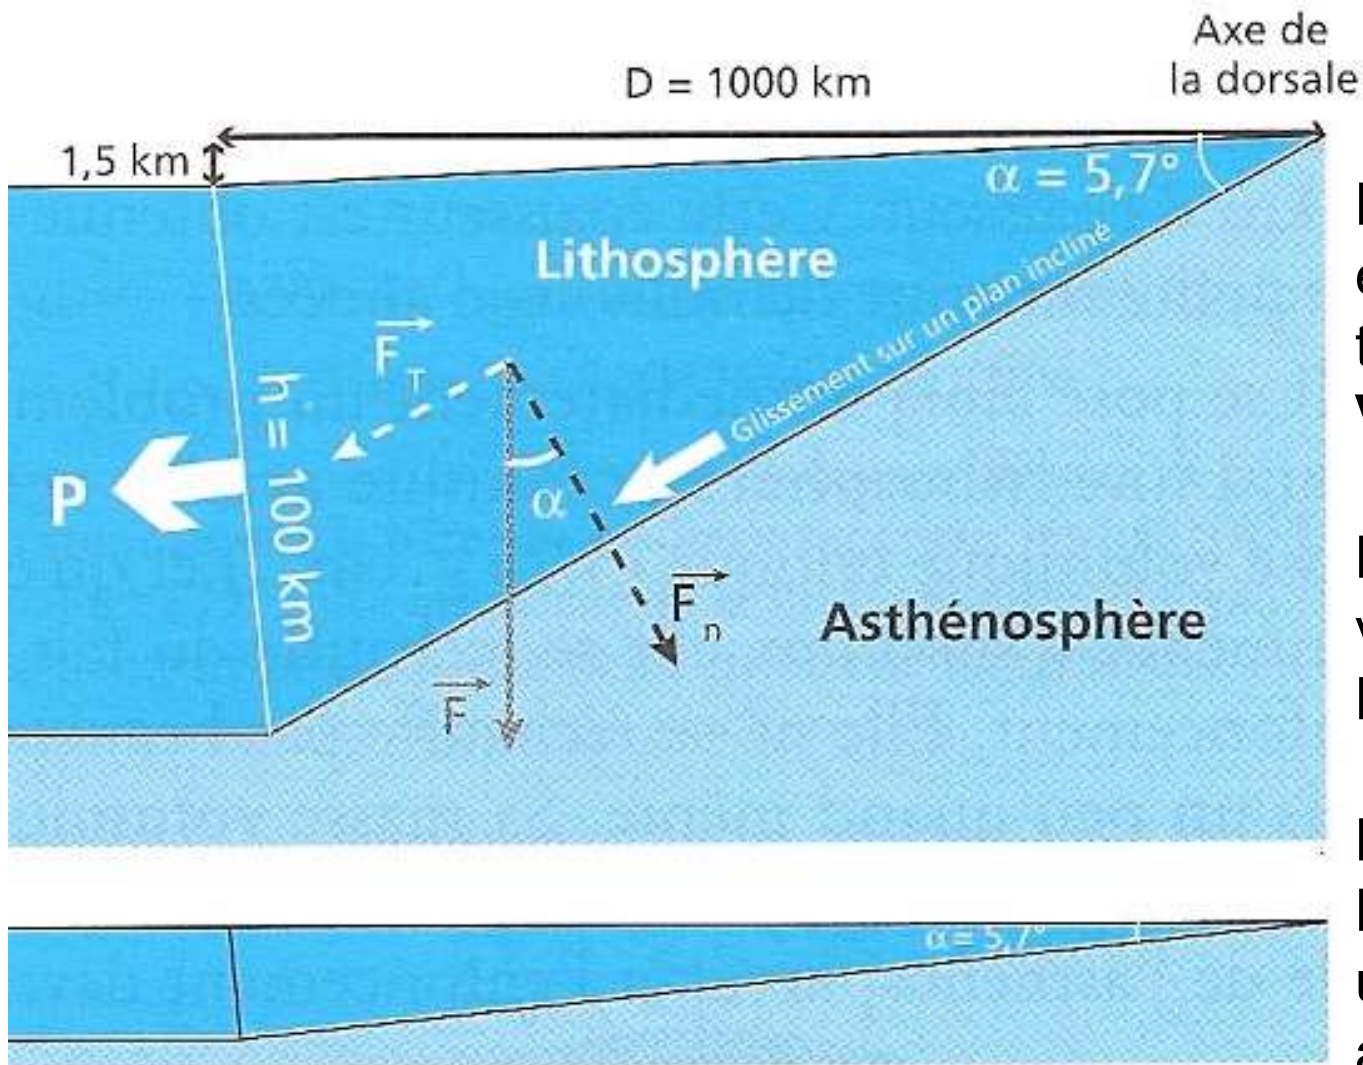 Axe de
la dorsale
D = 1000 km
1,5 km
α = 5,7°
Lithosphère
Glissement sur un plan incliné
F_T
h = 100 km
P
α
F_n
F
Asthénosphère
α = 5,7°